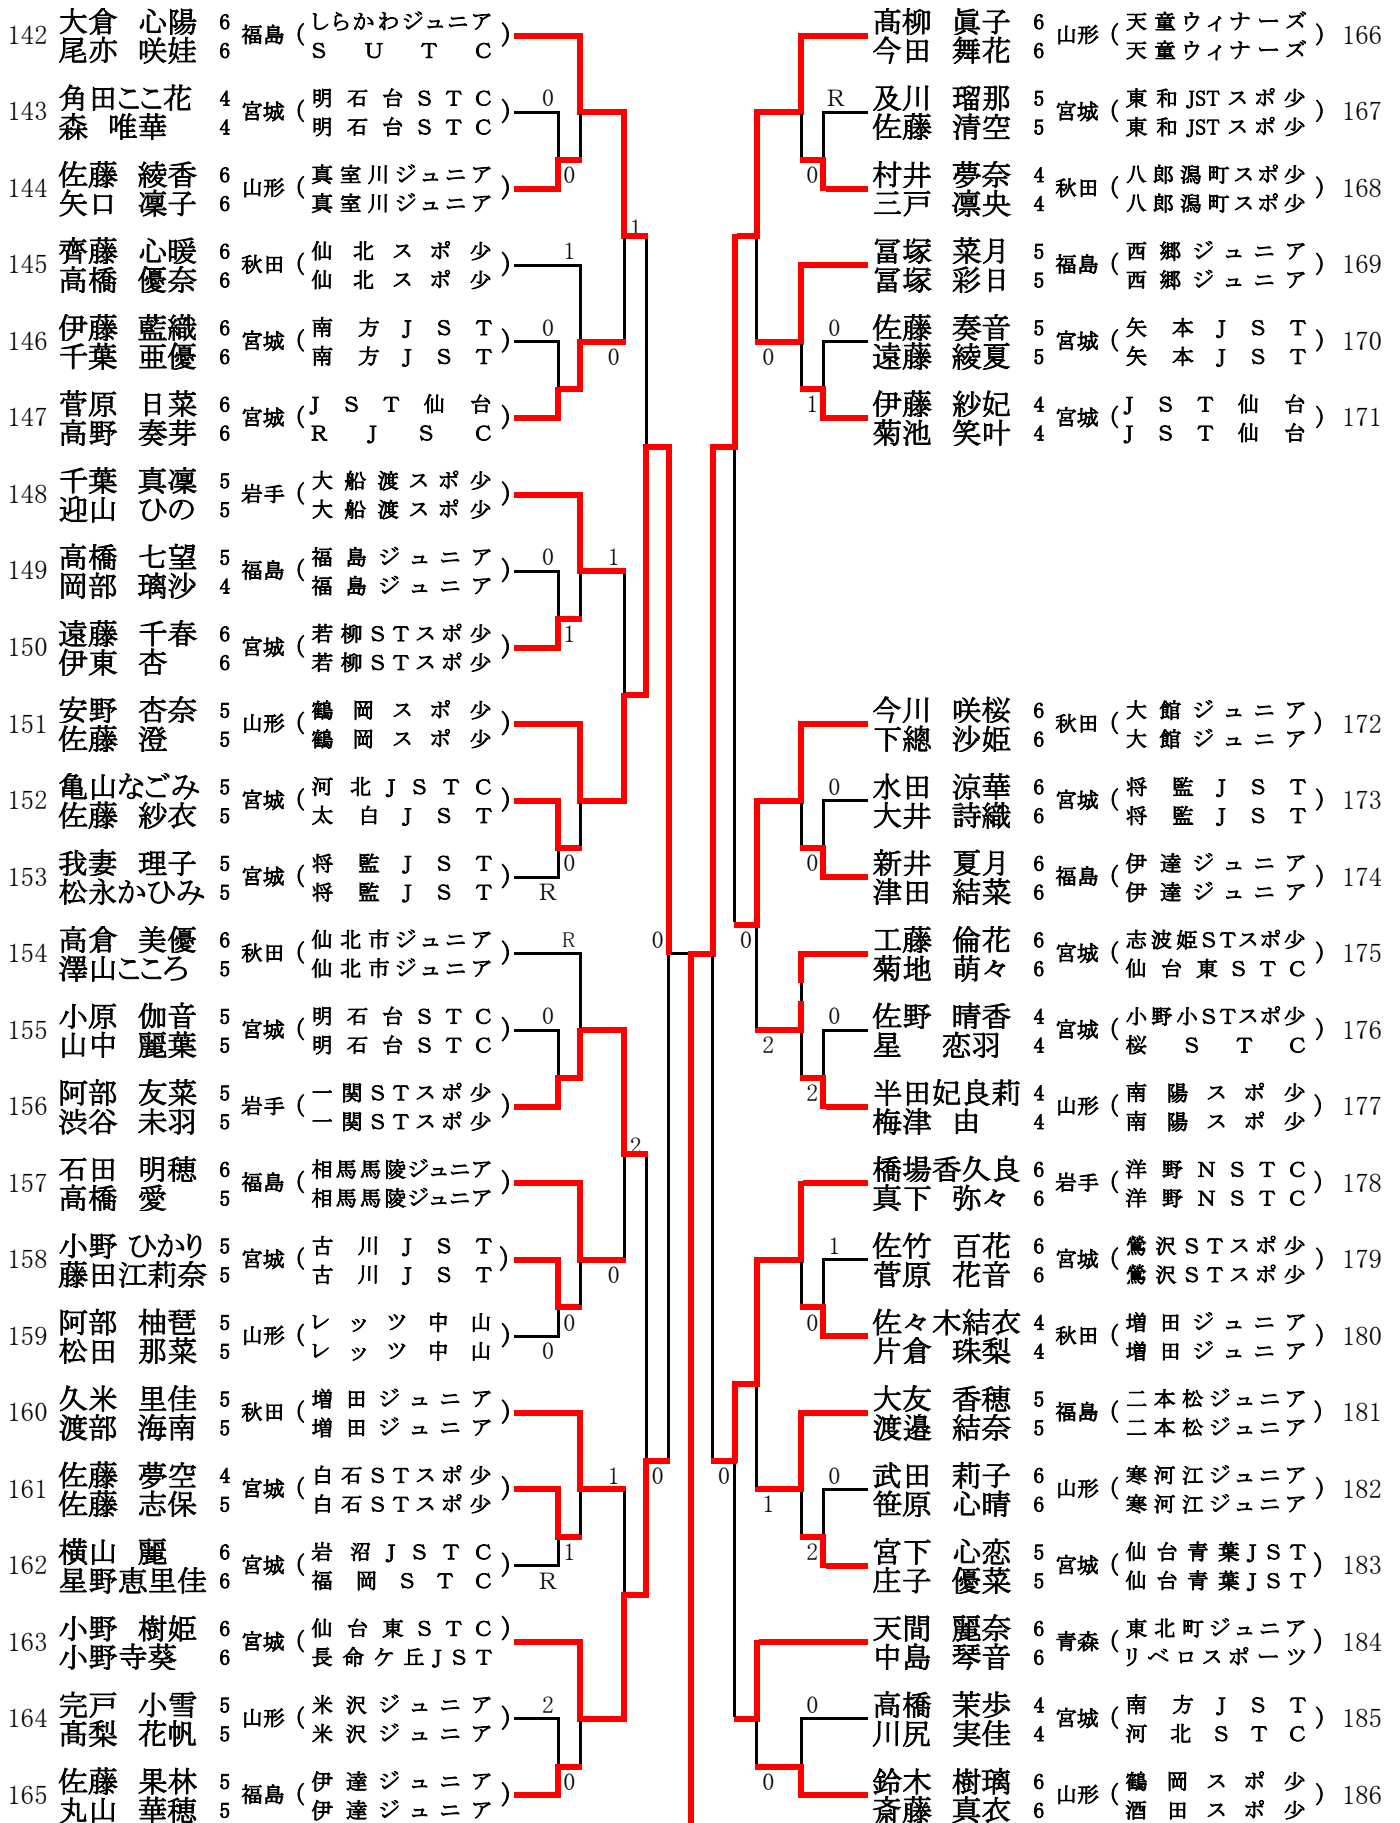 142 大倉 心陽 6 福島 (しらかわジュニア)
尾亦 咲娃 6 SUTC
143 角田ここ花 4 宮城 (明石台STC) 0
森 唯華 4 明石台STC
0
144 佐藤 綾香 6 山形 (真室川ジュニア)
矢口 凜子 6 真室川ジュニア
1
145 齊藤 心暖 6 秋田 (仙北スポ少) 1
高橋 優奈 6 仙北スポ少
146 伊藤 藍織 6 宮城 (南方JST) 0
千葉 亜優 6 南方JST
0
147 菅原 日菜 6 宮城 (JST仙台)
高野 奏芽 6 RJSC
148 千葉 真凜 5 岩手 (大船渡スポ少)
迎山 ひの 5 大船渡スポ少
149 高橋 七望 5 福島 (福島ジュニア) 0 1
岡部 璃沙 4 福島ジュニア
1
150 遠藤 千春 6 宮城 (若柳STスポ少)
伊東 杏 6 若柳STスポ少
151 安野 杏奈 5 山形 (鶴岡スポ少)
佐藤 澄 5 鶴岡スポ少
152 亀山なごみ 5 宮城 (河北JSTC)
佐藤 紗衣 5 太白JST
0
153 我妻 理子 5 宮城 (将監JST) R
松永かひみ 5 将監JST
154 高倉 美優 6 秋田 (仙北市ジュニア) R 0
澤山こころ 5 仙北市ジュニア
155 小原 伽音 5 宮城 (明石台STC) 0
山中 麗葉 5 明石台STC
156 阿部 友菜 5 岩手 (一関STスポ少)
渋谷 未羽 5 一関STスポ少
2
157 石田 明穂 6 福島 (相馬馬陵ジュニア)
高橋 愛 5 相馬馬陵ジュニア
158 小野 ひかり 5 宮城 (古川JST)
藤田江莉奈 5 古川JST
0
0
159 阿部 柚琶 5 山形 (レッツ中山) 0
松田 那菜 5 レッツ中山
160 久米 里佳 5 秋田 (増田ジュニア)
渡部 海南 5 増田ジュニア
161 佐藤 夢空 4 宮城 (白石STスポ少) 1 0
佐藤 志保 5 白石STスポ少
1
162 横山 麗 6 宮城 (岩沼JSTC) R
星野恵里佳 6 福岡STC
163 小野 樹姫 6 宮城 (仙台東STC)
小野寺葵 6 長命ケ丘JST
164 完戸 小雪 5 山形 (米沢ジュニア) 2
髙梨 花帆 5 米沢ジュニア
0
165 佐藤 果林 5 福島 (伊達ジュニア)
丸山 華穂 5 伊達ジュニア
髙柳 眞子 6 山形 (天童ウィナーズ) 166
今田 舞花 6 天童ウィナーズ
R 及川 瑠那 5 宮城 (東和JSTスポ少) 167
佐藤 清空 5 東和JSTスポ少
0
村井 夢奈 4 秋田 (八郎潟町スポ少) 168
三戸 凛央 4 八郎潟町スポ少
冨塚 菜月 5 福島 (西郷ジュニア) 169
冨塚 彩日 5 西郷ジュニア
0 佐藤 奏音 5 宮城 (矢本JST) 170
遠藤 綾夏 5 矢本JST
0
1 伊藤 紗妃 4 宮城 (JST仙台) 171
菊池 笑叶 4 JST仙台
今川 咲桜 6 秋田 (大館ジュニア) 172
下總 沙姫 6 大館ジュニア
0 水田 涼華 6 宮城 (将監JST) 173
大井 詩織 6 将監JST
0 新井 夏月 6 福島 (伊達ジュニア) 174
津田 結菜 6 伊達ジュニア
0 工藤 倫花 6 宮城 (志波姫STスポ少) 175
菊地 萌々 6 仙台東STC
0 佐野 晴香 4 宮城 (小野小STスポ少) 176
星 恋羽 4 桜STC
2
2 半田妃良莉 4 山形 (南陽スポ少) 177
梅津 由 4 南陽スポ少
橋場香久良 6 岩手 (洋野NSTC) 178
真下 弥々 6 洋野NSTC
1 佐竹 百花 6 宮城 (鶯沢STスポ少) 179
菅原 花音 6 鶯沢STスポ少
0 佐々木結衣 4 秋田 (増田ジュニア) 180
片倉 珠梨 4 増田ジュニア
大友 香穂 5 福島 (二本松ジュニア) 181
渡邉 結奈 5 二本松ジュニア
0 0 武田 莉子 6 山形 (寒河江ジュニア) 182
笹原 心晴 6 寒河江ジュニア
1
2 宮下 心恋 5 宮城 (仙台青葉JST) 183
庄子 優菜 5 仙台青葉JST
天間 麗奈 6 青森 (東北町ジュニア) 184
中島 琴音 6 リベロスポーツ
0 高橋 茉歩 4 宮城 (南方JST) 185
川尻 実佳 4 河北STC
0 鈴木 樹璃 6 山形 (鶴岡スポ少) 186
斎藤 真衣 6 酒田スポ少